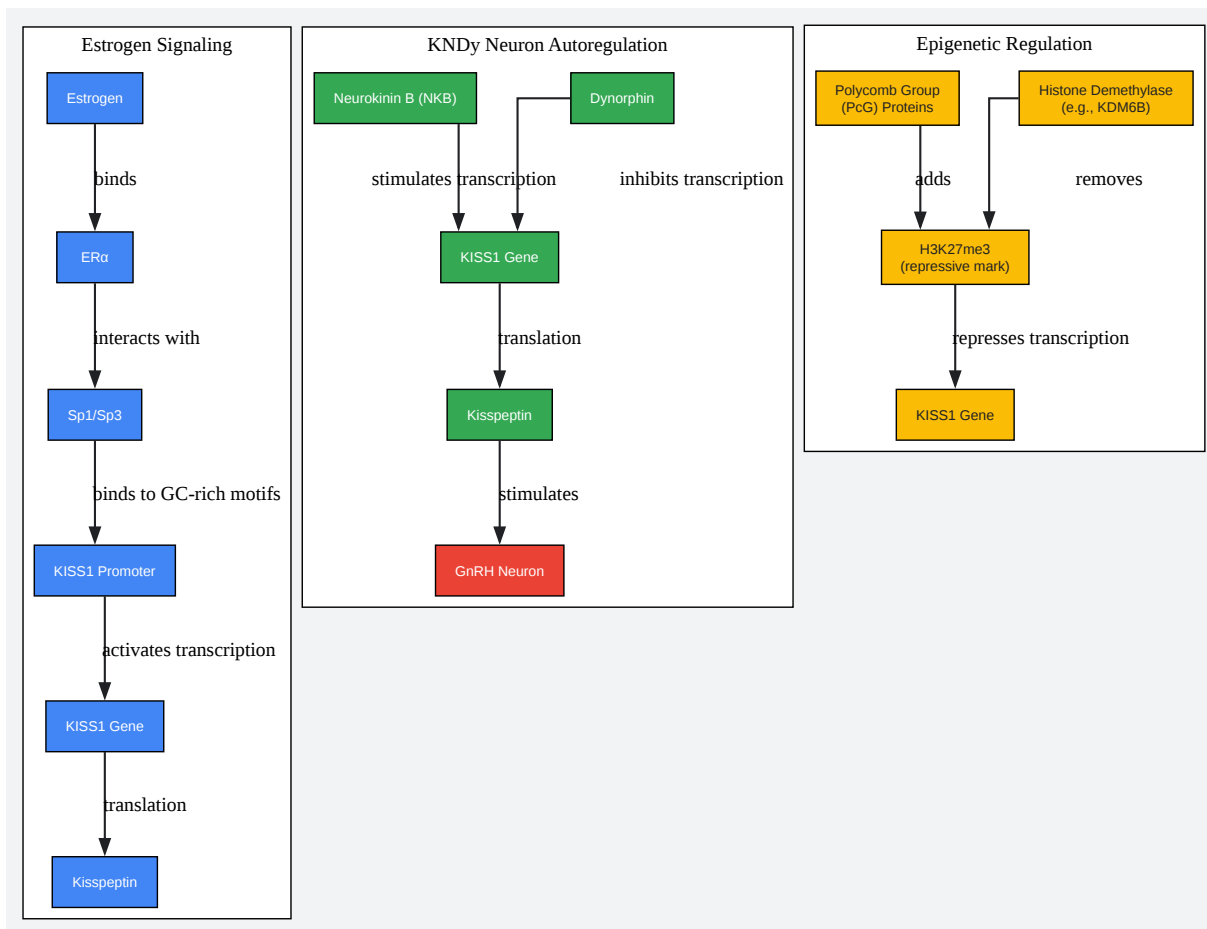 Estrogen Signaling
Estrogen
binds
ERα
interacts with
Sp1/Sp3
binds to GC-rich motifs
KISS1 Promoter
activates transcription
KISS1 Gene
translation
Kisspeptin
KNDy Neuron Autoregulation
Neurokinin B (NKB)
Dynorphin
stimulates transcription
inhibits transcription
KISS1 Gene
translation
Kisspeptin
stimulates
GnRH Neuron
Epigenetic Regulation
Polycomb Group
(PcG) Proteins
Histone Demethylase
(e.g., KDM6B)
adds
removes
H3K27me3
(repressive mark)
represses transcription
KISS1 Gene